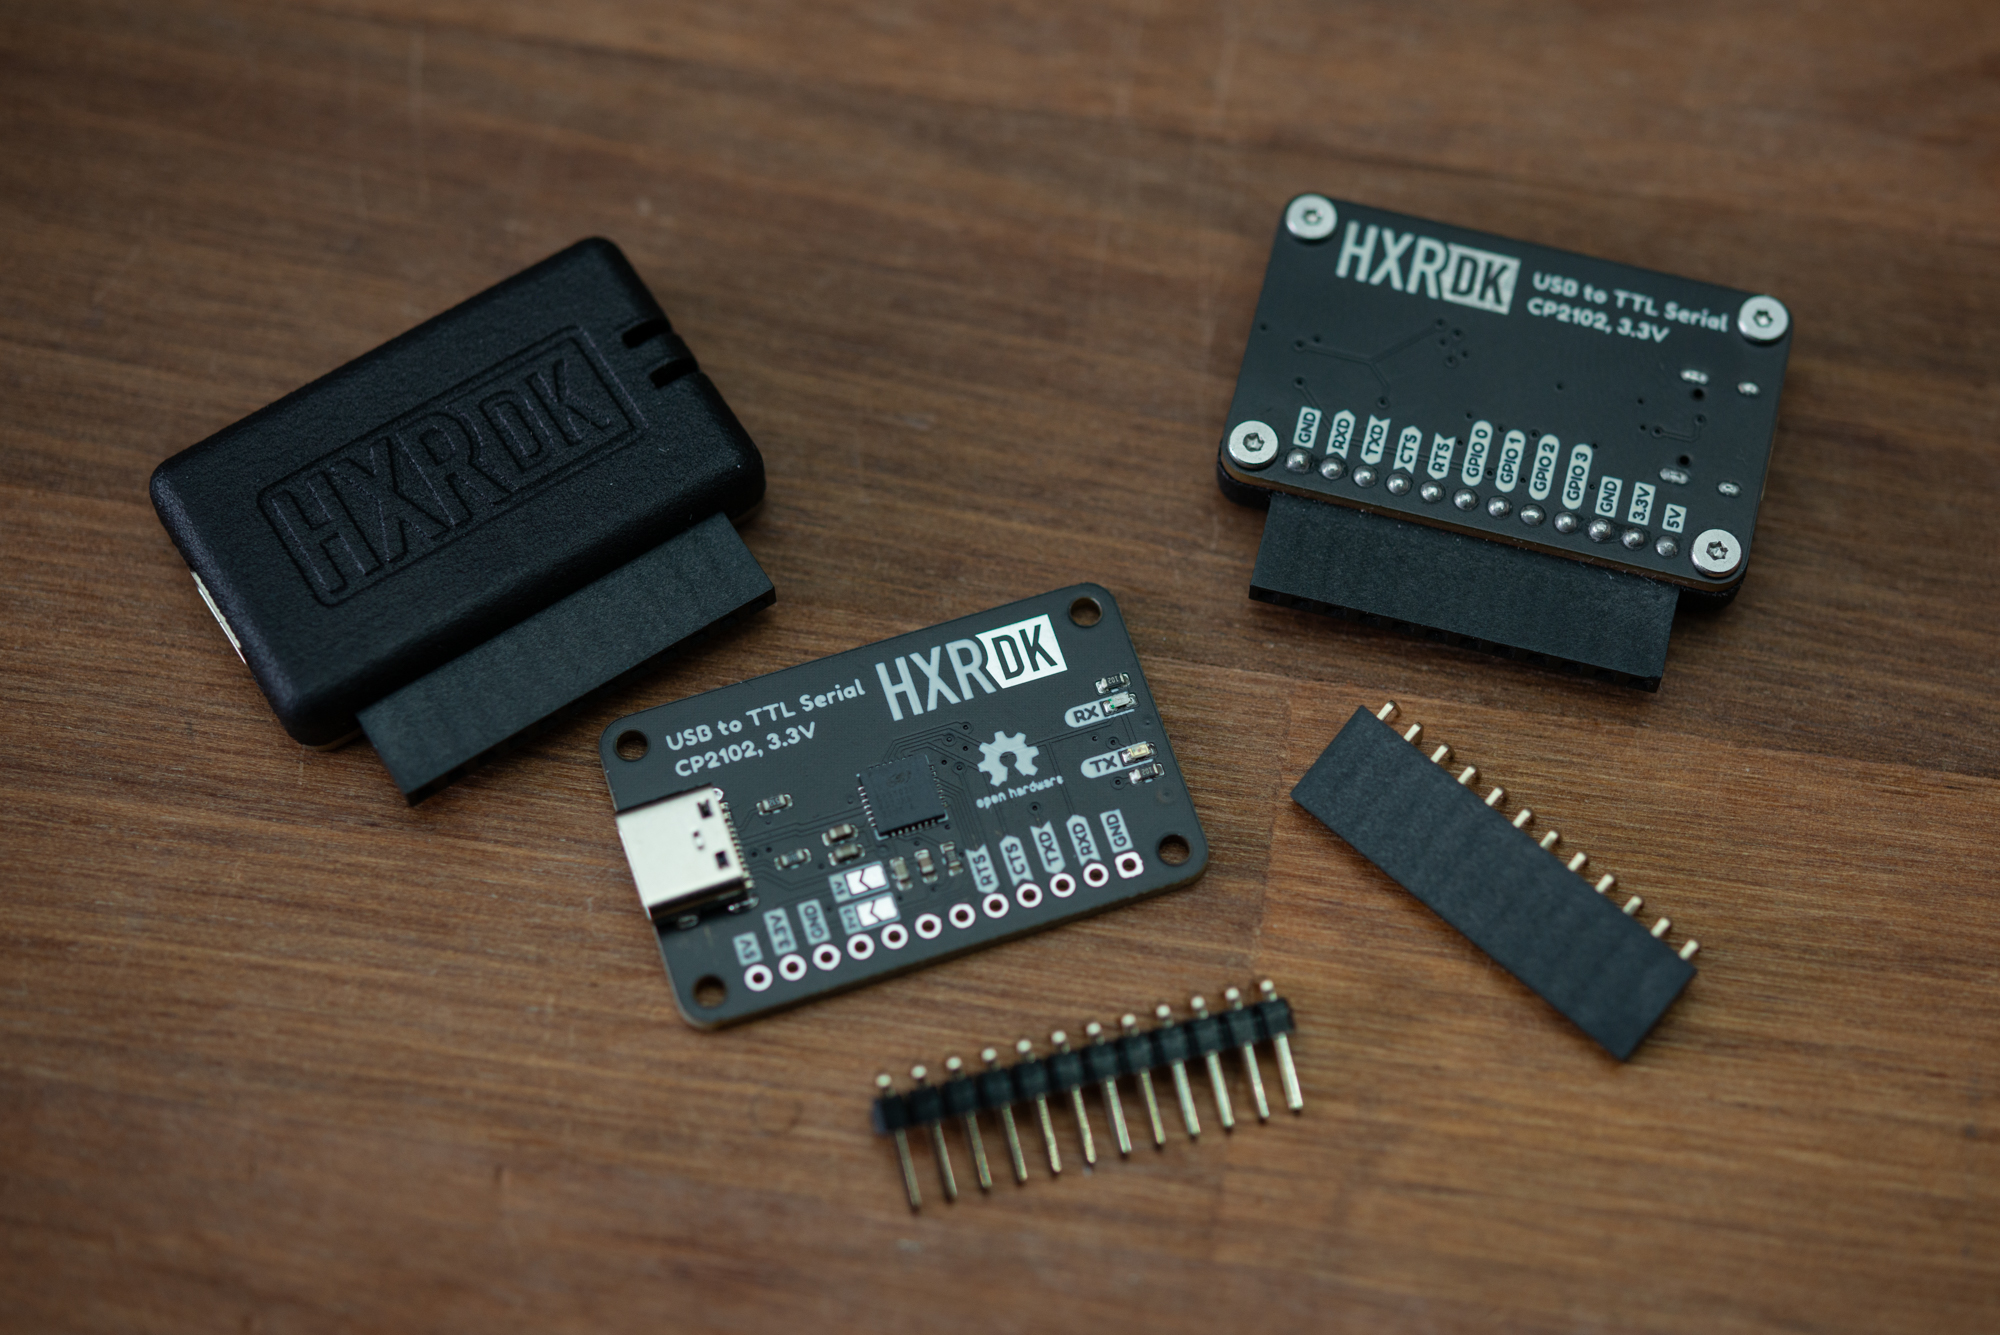 HXRDK
HXRDK
USB to TTL Serial
CP2102, 3.3V
GND
RXD
TXD
CTS
RTS
GPIO 0
GPIO 1
GPIO 2
GPIO 3
GND
3.3V
5V
HXRDK
USB to TTL Serial
CP2102, 3.3V
RX
TX
open hardware
5V
3.3V
GND
RTS
CTS
TXD
RXD
GND